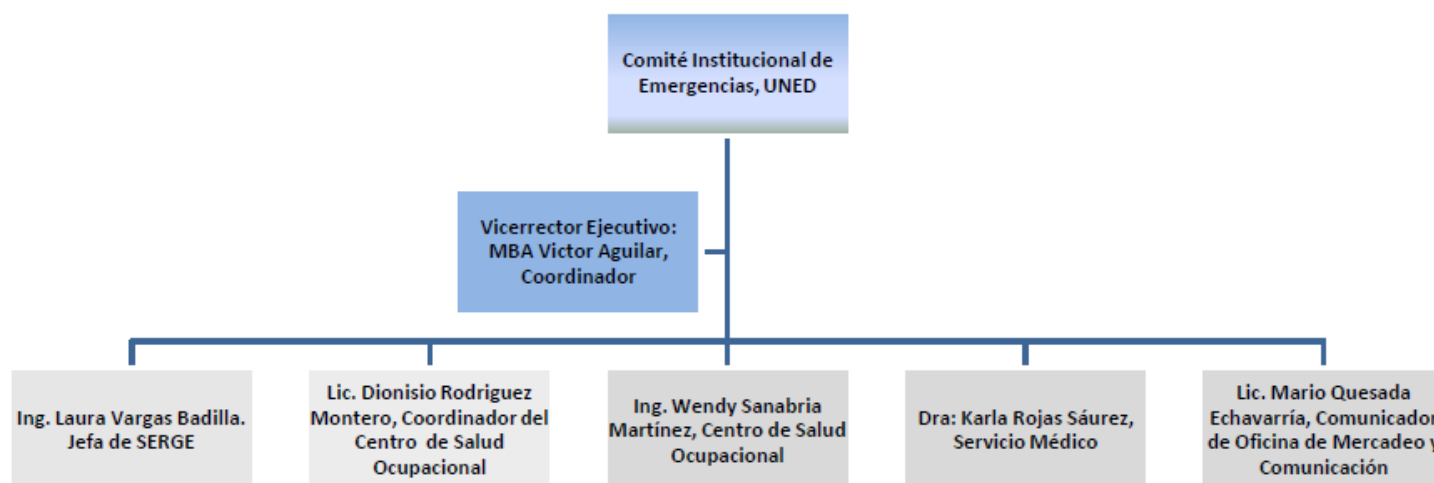 Comité Institucional de
Emergencias, UNED
Vicerrector Ejecutivo:
MBA Victor Aguilar,
Coordinador
Ing. Laura Vargas Badilla.
Jefa de SERGE
Lic. Dionisio Rodriguez
Montero, Coordinador del
Centro de Salud
Ocupacional
Ing. Wendy Sanabria
Martínez, Centro de Salud
Ocupacional
Dra: Karla Rojas Sáurez,
Servicio Médico
Lic. Mario Quesada
Echavarría, Comunicador
de Oficina de Mercadeo y
Comunicación